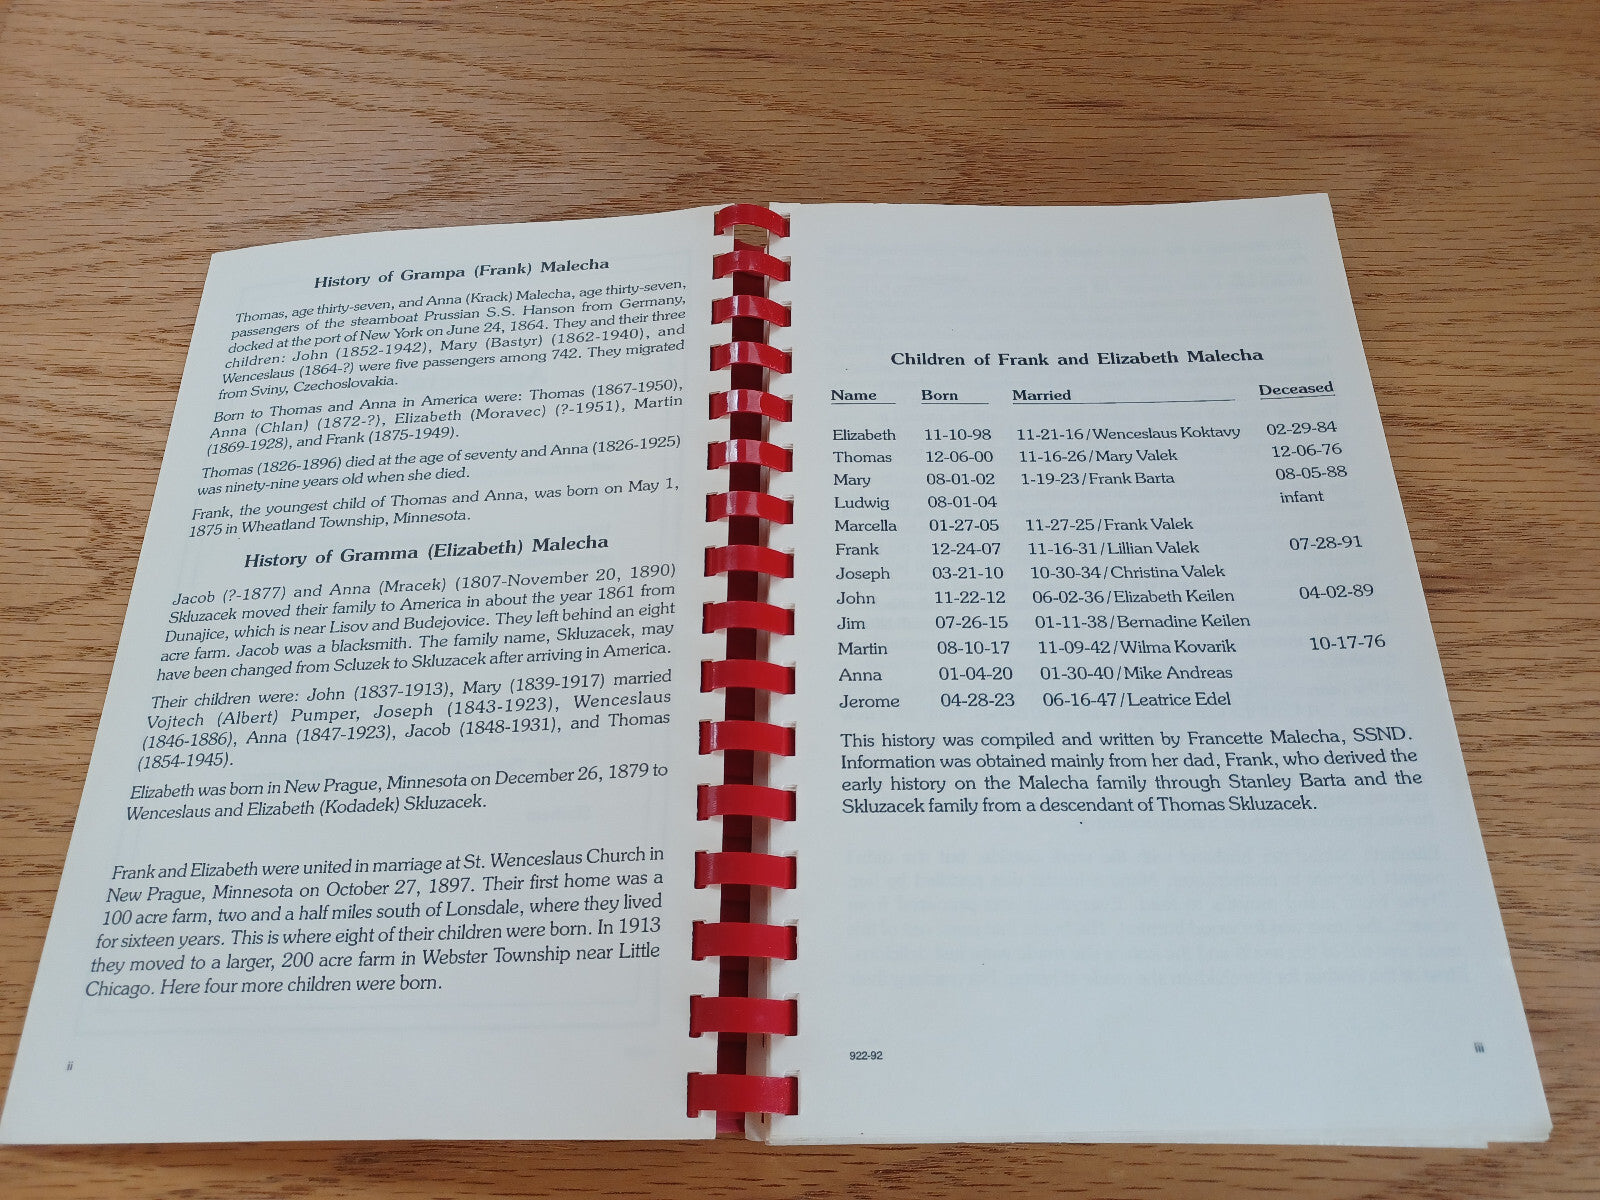 History of Grampa (Frank) Malecha
Thomas, age thirty-seven, and Anna (Krack) Malecha, age thirty-seven,
passengers of the steamboat Prussian S.S. Hanson from Germany,
docked at the port of New York on June 24, 1864. They and their three
children: John (1852-1942), Mary (Bastyr) (1862-1940), and
Wenceslaus (1864-?) were five passengers among 742. They migrated
from Sviny, Czechoslovakia.
Born to Thomas and Anna in America were: Thomas (1867-1950),
Anna (Chlan) (1872-?), Elizabeth (Moravec) (?-1951), Martin
(1869-1928), and Frank (1875-1949).
Thomas (1826-1896) died at the age of seventy and Anna (1826-1925)
was ninety-nine years old when she died.
Frank, the youngest child of Thomas and Anna, was born on May 1,
1875 in Wheatland Township, Minnesota.
History of Gramma (Elizabeth) Malecha
Jacob (?-1877) and Anna (Mracek) (1807-November 20, 1890)
Skluzacek moved their family to America in about the year 1861 from
Dunajice, which is near Lisov and Budejovice. They left behind an eight
acre farm. Jacob was a blacksmith. The family name, Skluzacek, may
have been changed from Scluzek to Skluzacek after arriving in America.
Their children were: John (1837-1913), Mary (1839-1917) married
Vojtech (Albert) Pumper, Joseph (1843-1923), Wenceslaus
(1846-1886), Anna (1847-1923), Jacob (1848-1931), and Thomas
(1854-1945).
Elizabeth was born in New Prague, Minnesota on December 26, 1879 to
Wenceslaus and Elizabeth (Kodadek) Skluzacek.
Frank and Elizabeth were united in marriage at St. Wenceslaus Church in
New Prague, Minnesota on October 27, 1897. Their first home was a
100 acre farm, two and a half miles south of Lonsdale, where they lived
for sixteen years. This is where eight of their children were born. In 1913
they moved to a larger, 200 acre farm in Webster Township near Little
Chicago. Here four more children were born.
ii
Children of Frank and Elizabeth Malecha
Name Born Married Deceased
Elizabeth 11-10-98 11-21-16/Wenceslaus Koktavy 02-29-84
Thomas 12-06-00 11-16-26/Mary Valek 12-06-76
Mary 08-01-02 1-19-23/Frank Barta 08-05-88
Ludwig 08-01-04 infant
Marcella 01-27-05 11-27-25/Frank Valek
Frank 12-24-07 11-16-31/Lillian Valek 07-28-91
Joseph 03-21-10 10-30-34/Christina Valek
John 11-22-12 06-02-36/Elizabeth Keilen 04-02-89
Jim 07-26-15 01-11-38/Bernadine Keilen
Martin 08-10-17 11-09-42/Wilma Kovarik 10-17-76
Anna 01-04-20 01-30-40/Mike Andreas
Jerome 04-28-23 06-16-47/Leatrice Edel
This history was compiled and written by Francette Malecha, SSND.
Information was obtained mainly from her dad, Frank, who derived the
early history on the Malecha family through Stanley Barta and the
Skluzacek family from a descendant of Thomas Skluzacek.
922-92
iii